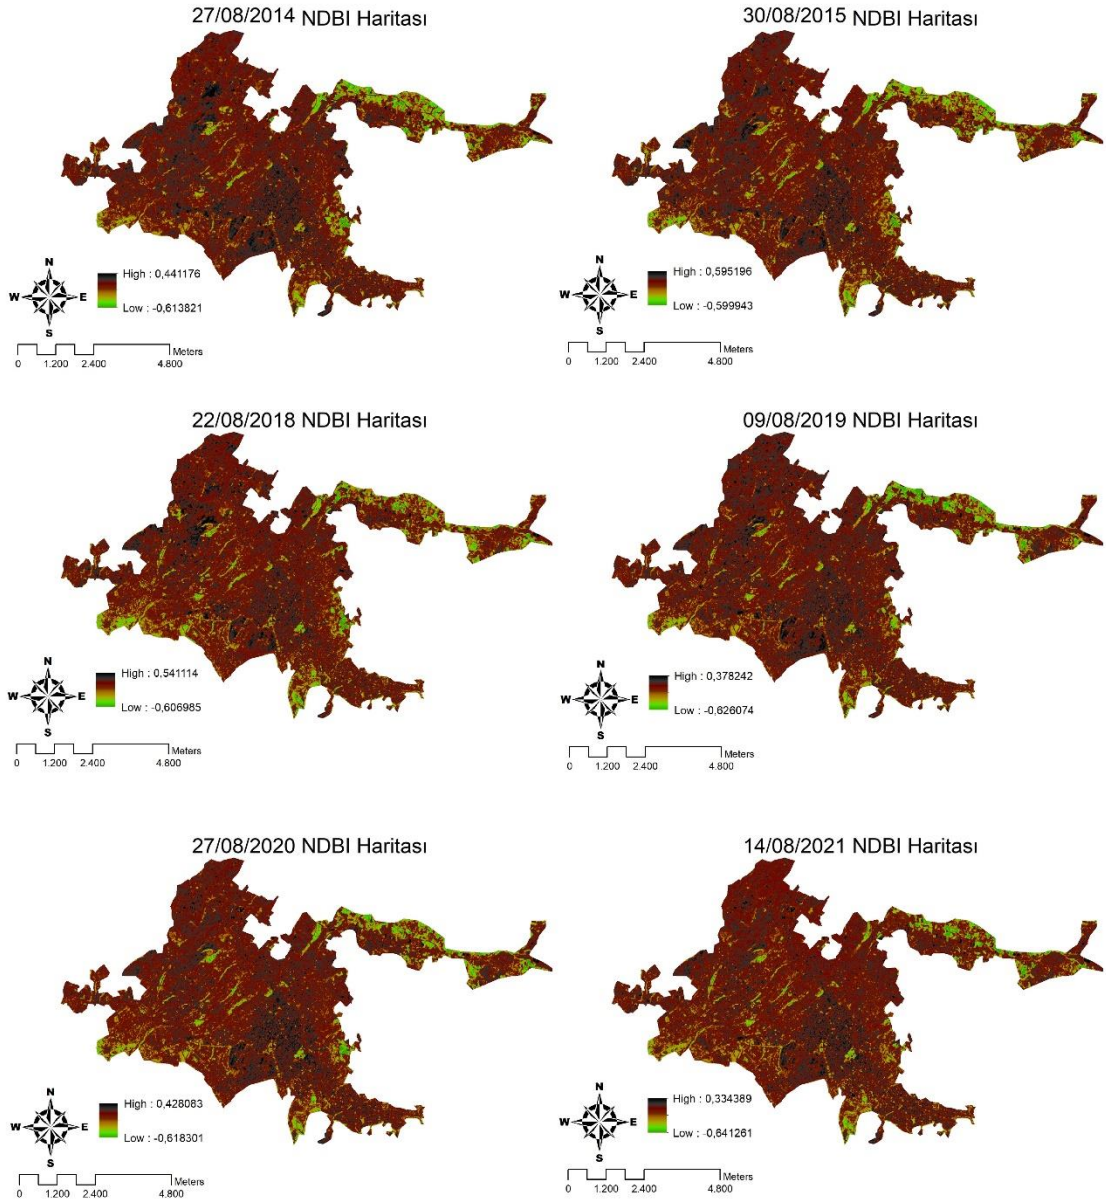 27/08/2014 NDBI Haritası
30/08/2015 NDBI Haritası
N
W E
S
High : 0,441176
Low : -0,613821
Meters
0 1.200 2.400 4.800
N
W E
S
High : 0,595196
Low : -0,599943
Meters
0 1.200 2.400 4.800
22/08/2018 NDBI Haritası
09/08/2019 NDBI Haritası
N
W E
S
High : 0,541114
Low : -0,606985
Meters
0 1.200 2.400 4.800
N
W E
S
High : 0,378242
Low : -0,626074
Meters
0 1.200 2.400 4.800
27/08/2020 NDBI Haritası
14/08/2021 NDBI Haritası
N
W E
S
High : 0,428083
Low : -0,618301
Meters
0 1.200 2.400 4.800
N
W E
S
High : 0,334389
Low : -0,641261
Meters
0 1.200 2.400 4.800